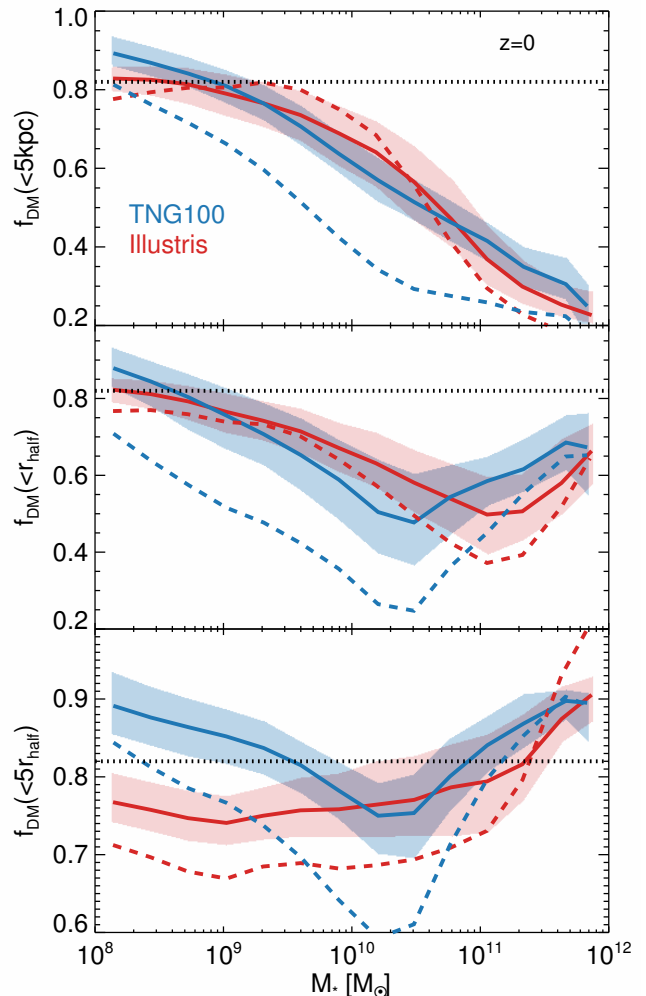 1.0
0.8
0.6
0.4
0.2
f_DM(<5kpc)
z=0
TNG100
Illustris
0.8
0.6
0.4
0.2
f_DM(<r_half)
0.9
0.8
0.7
0.6
f_DM(<5r_half)
10^8 10^9 10^10 10^11 10^12
M_* [M_⊙]